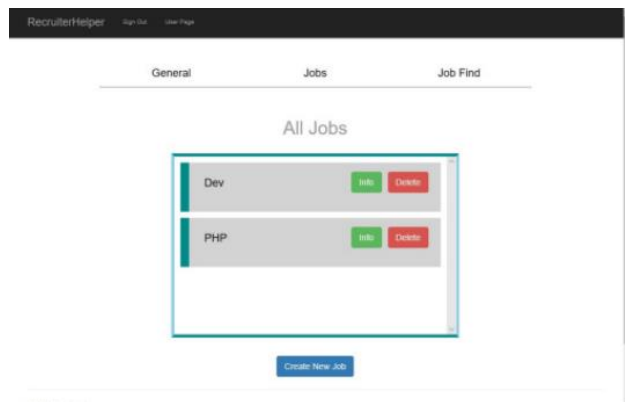 RecruiterHelper Sign Out User Page
General Jobs Job Find
All Jobs
Dev Info Delete
PHP Info Delete
Create New Job